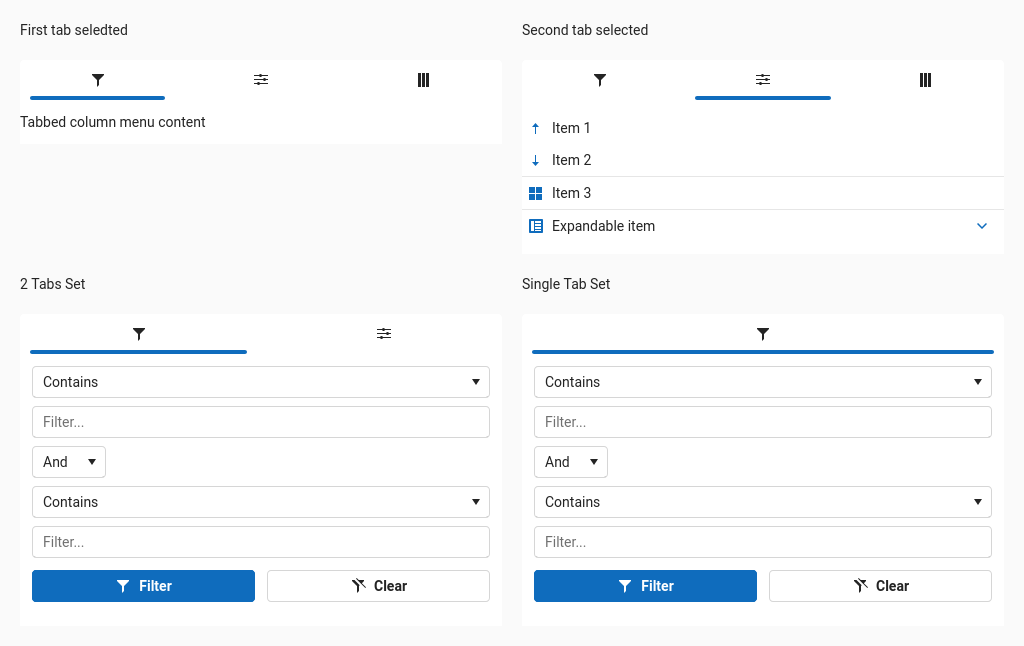 First tab seledted
Second tab selected
Tabbed column menu content
Item 1
Item 2
Item 3
Expandable item
2 Tabs Set
Single Tab Set
Contains
Filter...
And
Contains
Filter...
Filter
Clear
Contains
Filter...
And
Contains
Filter...
Filter
Clear